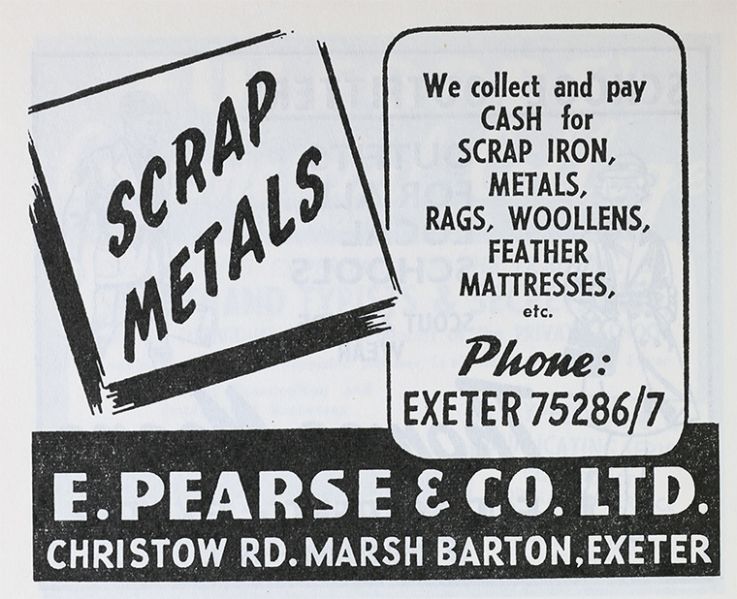 SCRAP
METALS
We collect and pay
CASH for
SCRAP IRON,
METALS,
RAGS, WOOLLENS,
FEATHER
MATTRESSES,
etc.
Phone:
EXETER 75286/7
E. PEARSE & CO. LTD.
CHRISTOW RD. MARSH BARTON, EXETER